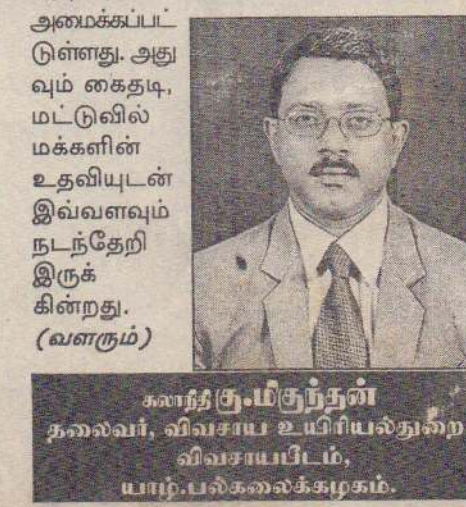 அமைக்கப்பட்
டுள்ளது. அது
வும் கைதடி,
மட்டுவில்
மக்களின்
உதவியுடன்
இவ்வளவும்
நடந்தேறி
இருக்
கின்றது.
(வளரும்)
கலாநிதி கு.மிகுந்தன்
தலைவர், விவசாய உயிரியல்துறை
விவசாயபீடம்,
யாழ்.பல்கலைக்கழகம்.